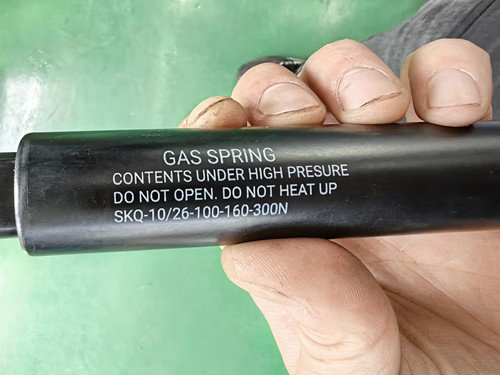 GAS SPRING
CONTENTS UNDER HIGH PRESURE
DO NOT OPEN. DO NOT HEAT UP
SKQ-10/26-100-160-300N